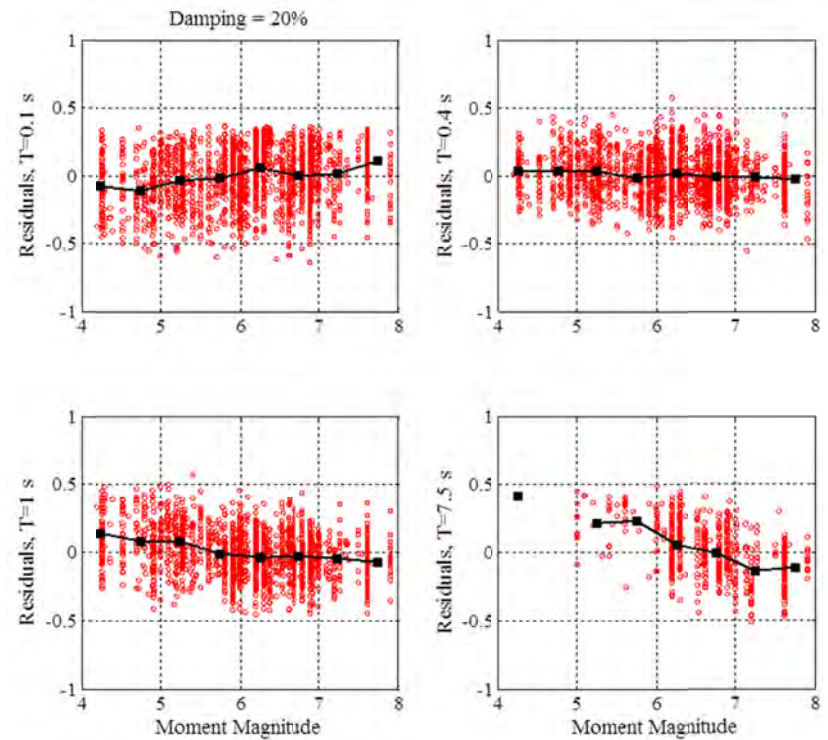 Damping = 20%
Residuals, T=0.1 s
1
0.5
0
-0.5
-1
4 5 6 7 8
Residuals, T=0.4 s
1
0.5
0
-0.5
-1
4 5 6 7 8
Residuals, T=1 s
1
0.5
0
-0.5
-1
4 5 6 7 8
Moment Magnitude
Residuals, T=7.5 s
1
0.5
0
-0.5
-1
4 5 6 7 8
Moment Magnitude